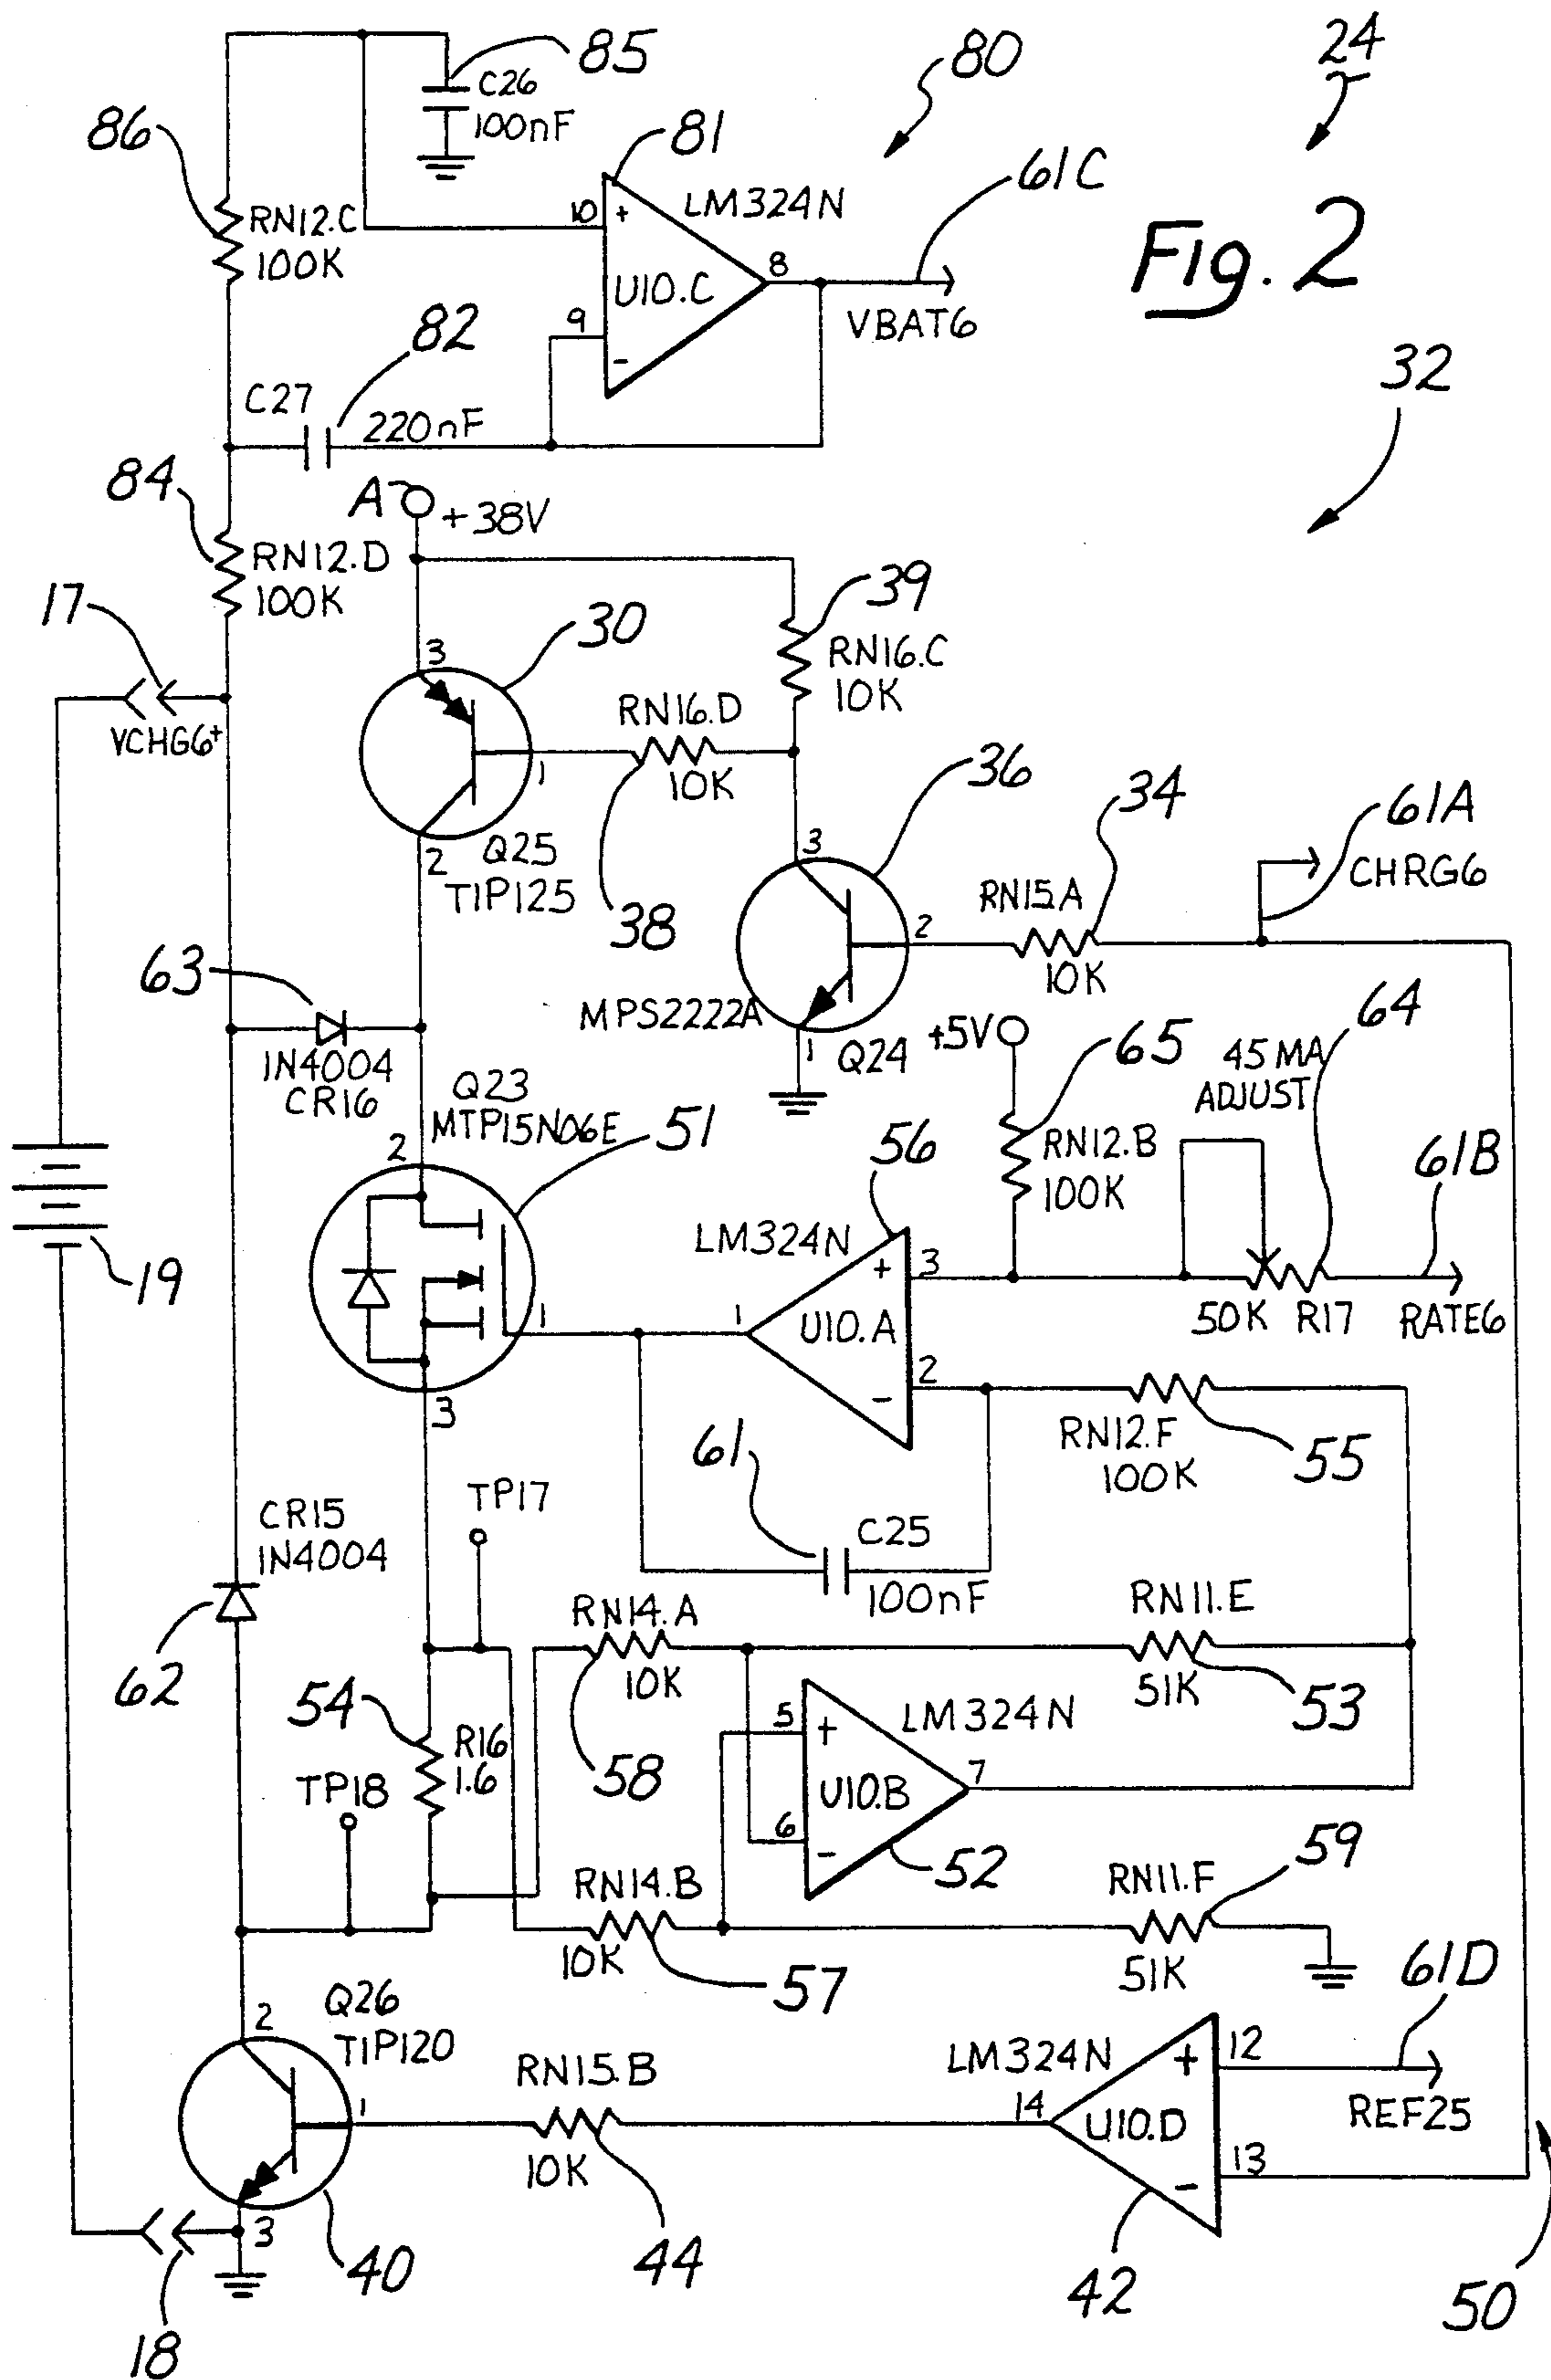 85
80
24
C26
100nF
86
81
61C
RN12.C
100K
10
+
LM324N
Fig. 2
U10.C
8
VBAT6
9
-
82
32
C27
220nF
84
A
+38V
RN12.D
100K
39
17
30
3
RN16.C
10K
RN16.D
VCHG6+
1
10K
36
34
61A
3
CHRG6
2
Q25
TIP125
38
RN15.A
2
10K
63
MPS2222A
1
Q24
64
+5V
65
45 MA
ADJUST
1N4004
CR16
Q23
MTP15N06E
51
56
RN12.B
100K
61B
2
LM324N
+
3
19
1
1
U10.A
50K
R17
RATE6
2
-
3
RN12.F
100K
55
61
TP17
CR15
1N4004
C25
100nF
RN14.A
RN11.E
62
10K
51K
53
54
5
+
LM324N
R16
1.6
58
TP18
U10.B
7
6
-
52
59
RN14.B
RN11.F
10K
57
51K
61D
Q26
TIP120
2
LM324N
+
12
RN15.B
1
14
U10.D
REF25
10K
13
-
3
40
44
42
50
18